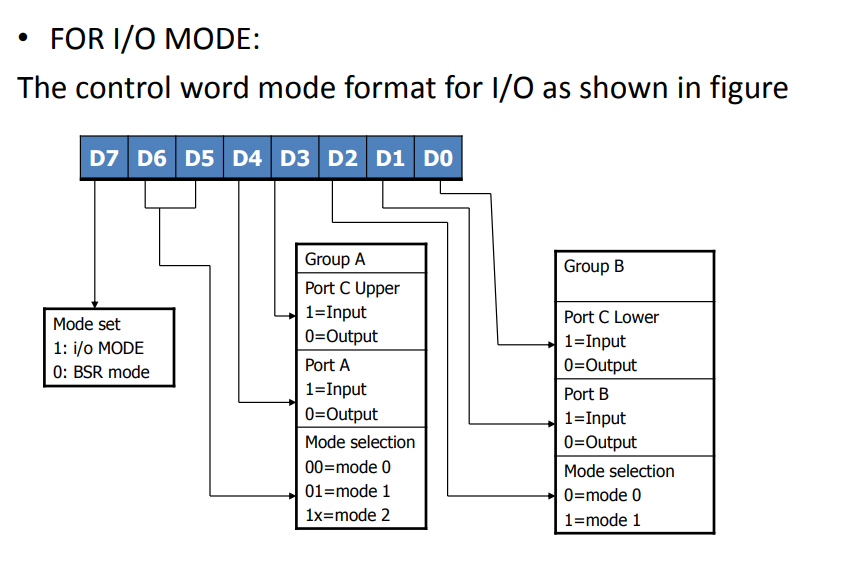 • FOR I/O MODE:
The control word mode format for I/O as shown in figure
D7 D6 D5 D4 D3 D2 D1 D0
Mode set
1: i/o MODE
0: BSR mode
Group A
Port C Upper
1=Input
0=Output
Port A
1=Input
0=Output
Mode selection
00=mode 0
01=mode 1
1x=mode 2
Group B
Port C Lower
1=Input
0=Output
Port B
1=Input
0=Output
Mode selection
0=mode 0
1=mode 1